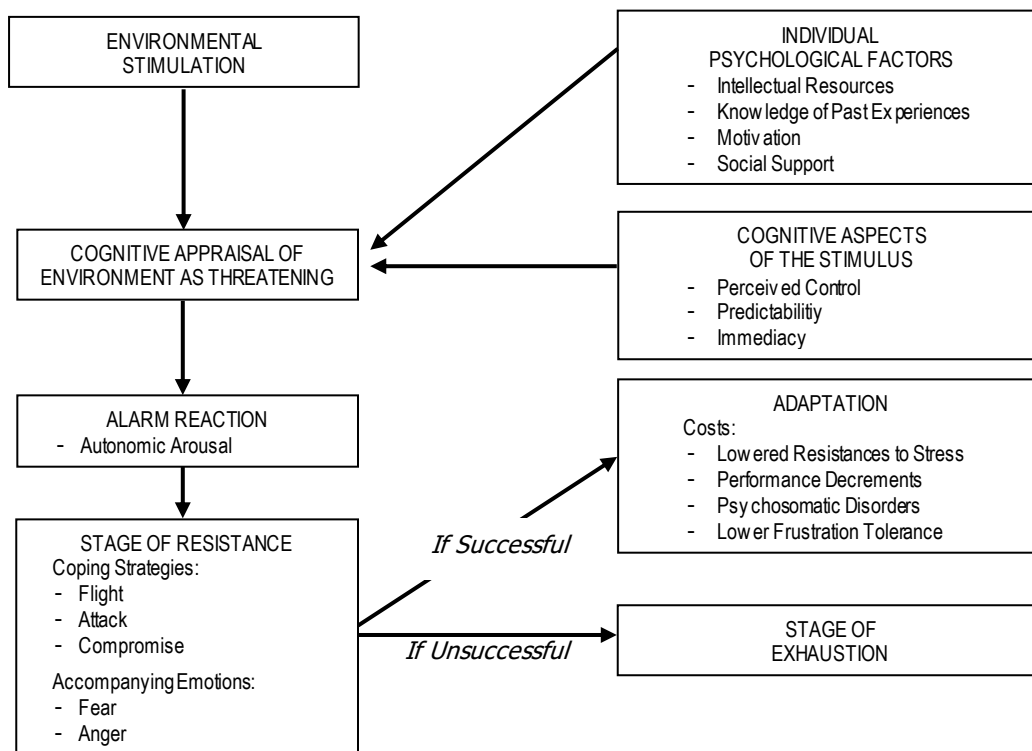 ENVIRONMENTAL
STIMULATION
INDIVIDUAL
PSYCHOLOGICAL FACTORS
- Intellectual Resources
- Knowledge of Past Experiences
- Motivation
- Social Support
COGNITIVE APPRAISAL OF
ENVIRONMENT AS THREATENING
COGNITIVE ASPECTS
OF THE STIMULUS
- Perceived Control
- Predictabilitiy
- Immediacy
ALARM REACTION
- Autonomic Arousal
ADAPTATION
Costs:
- Lowered Resistances to Stress
- Performance Decrements
- Psychosomatic Disorders
- Lower Frustration Tolerance
STAGE OF RESISTANCE
Coping Strategies:
- Flight
- Attack
- Compromise
Accompanying Emotions:
- Fear
- Anger
If Successful
If Unsuccessful
STAGE OF
EXHAUSTION